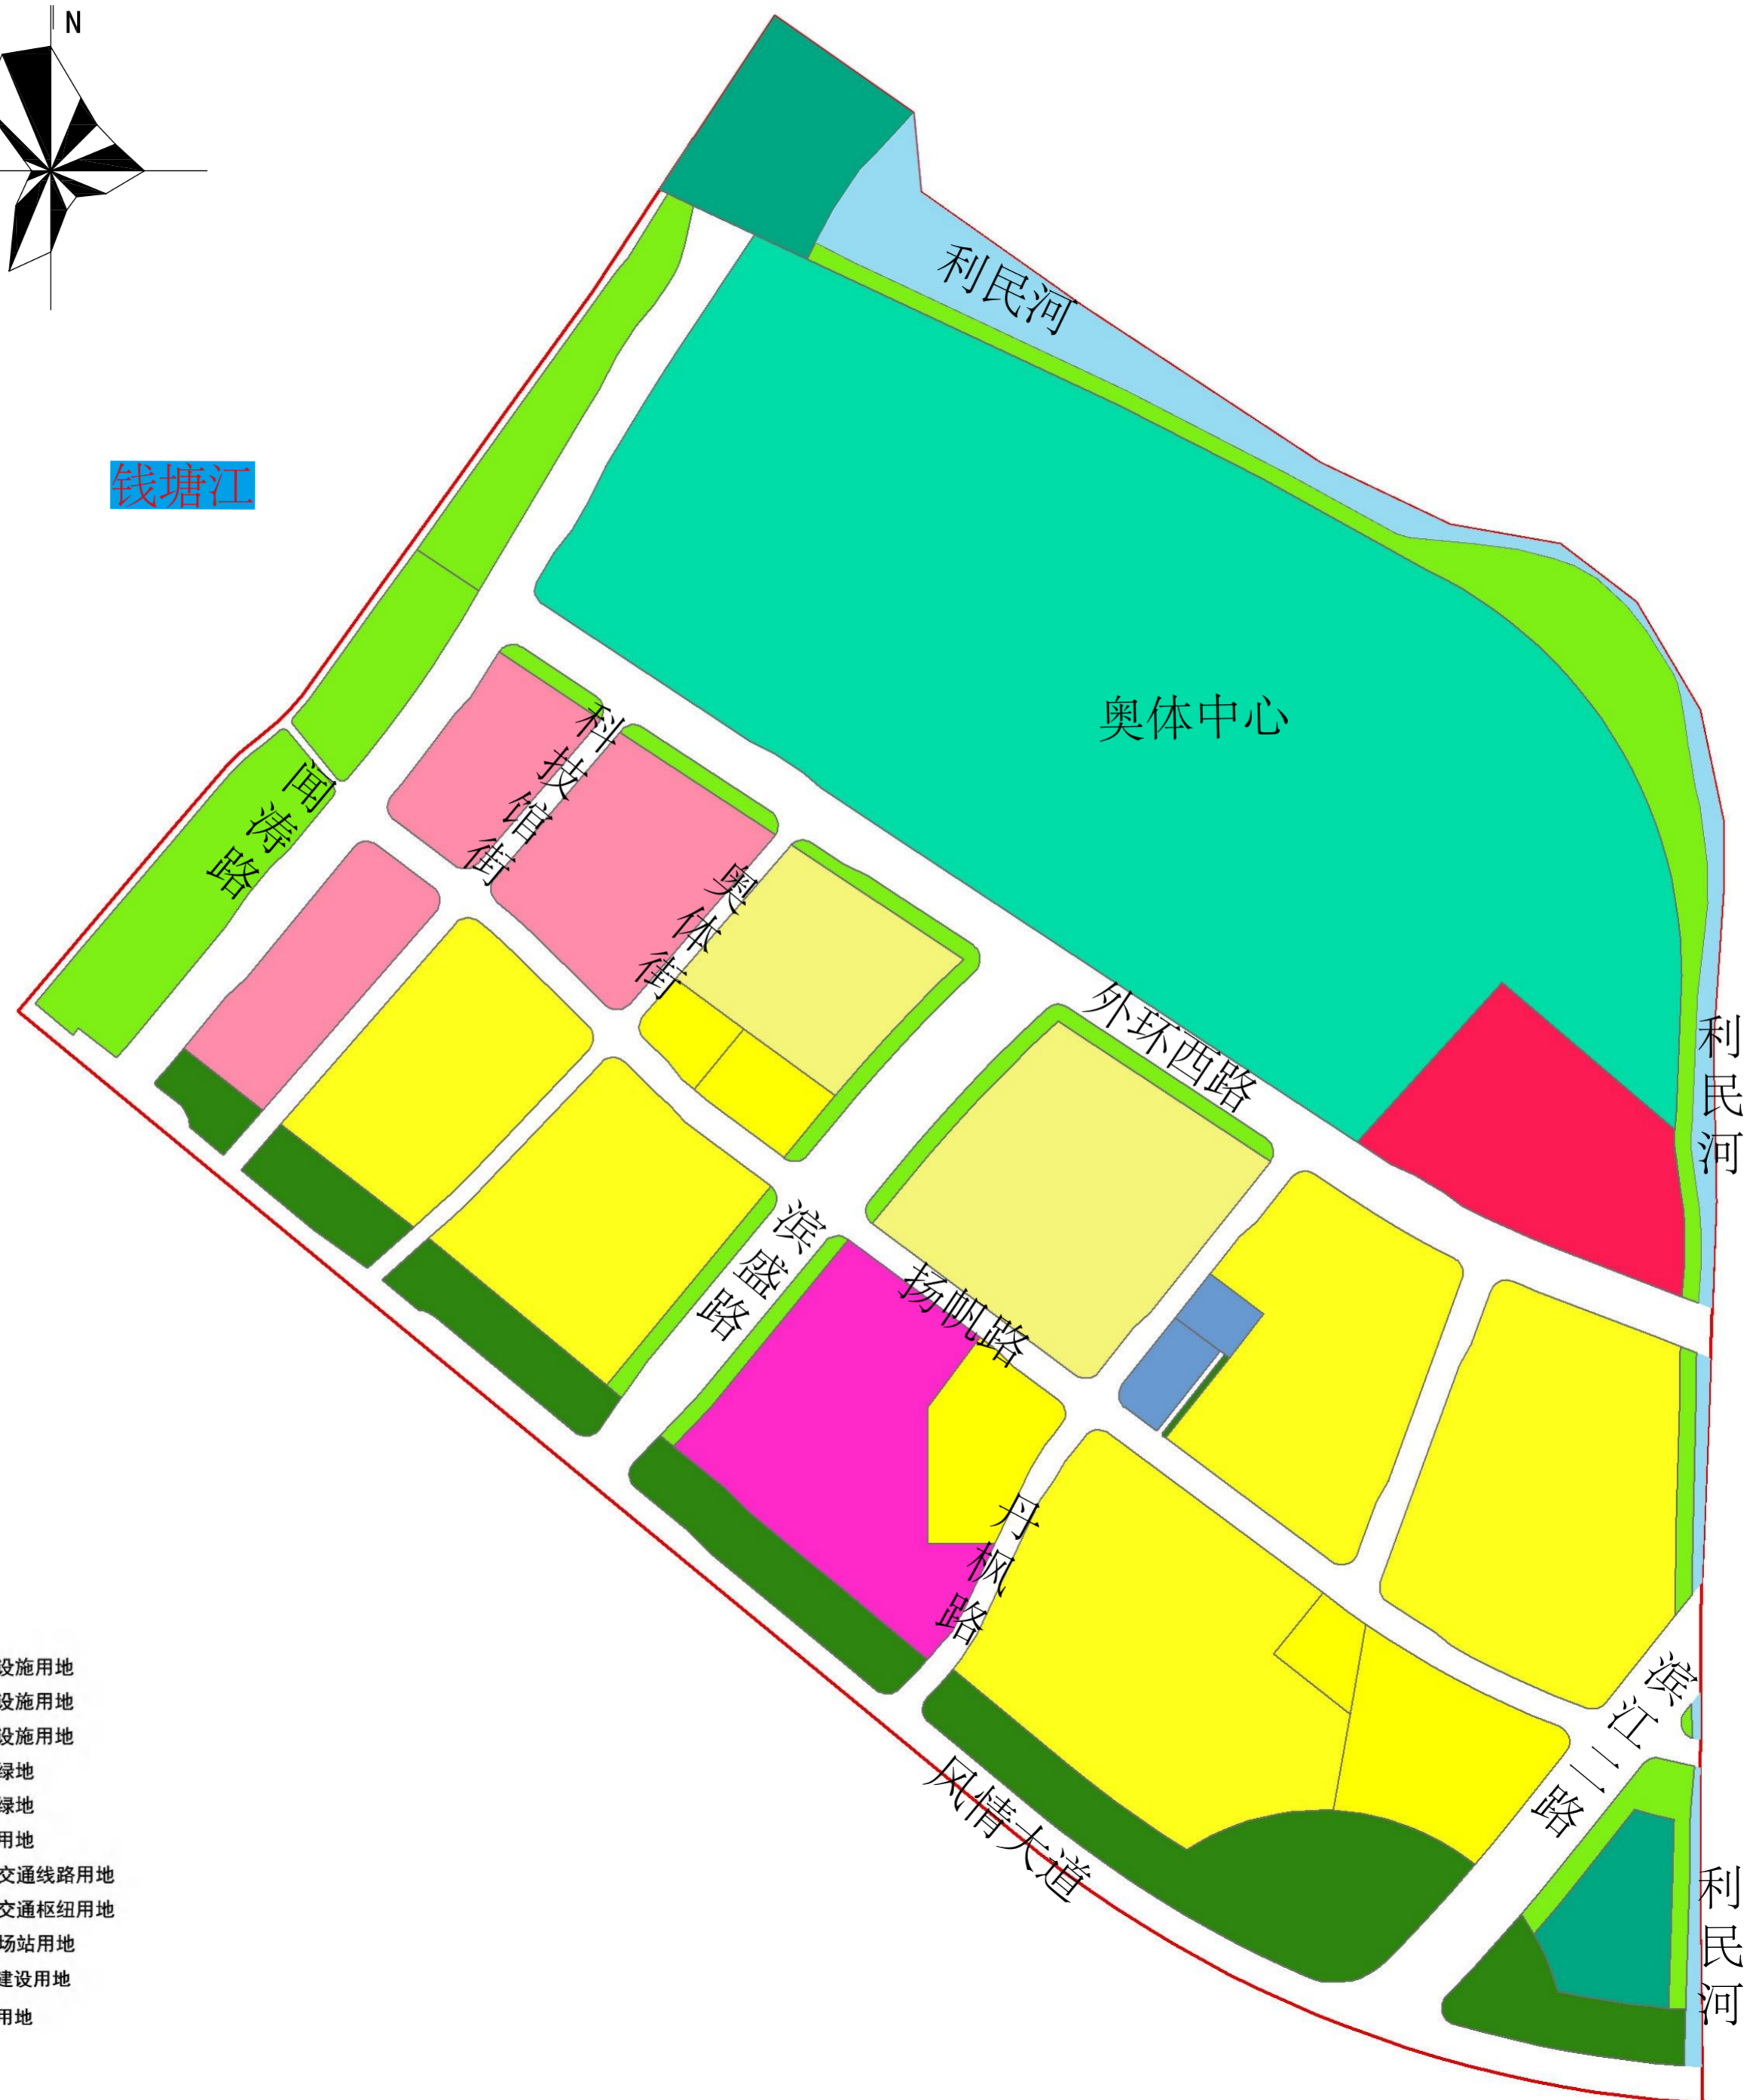 N
利民河
钱塘江
奥体中心
科技馆街
闻涛路
奥体街
外环西路
利民河
滨盛路
扬帆路
丹枫路
设施用地
设施用地
设施用地
绿地
绿地
用地
交通线路用地
交通枢纽用地
场站用地
建设用地
用地
滨江二路
风情大道
利民河